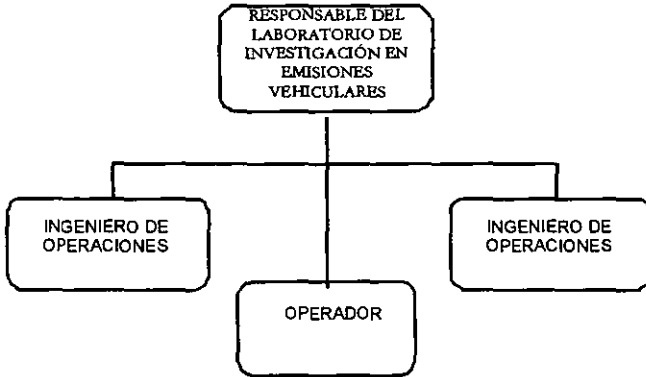 RESPONSABLE DEL
LABORATORIO DE
INVESTIGACIÓN EN
EMISIONES
VEHICULARES
INGENIERO DE
OPERACIONES
INGENIERO DE
OPERACIONES
OPERADOR